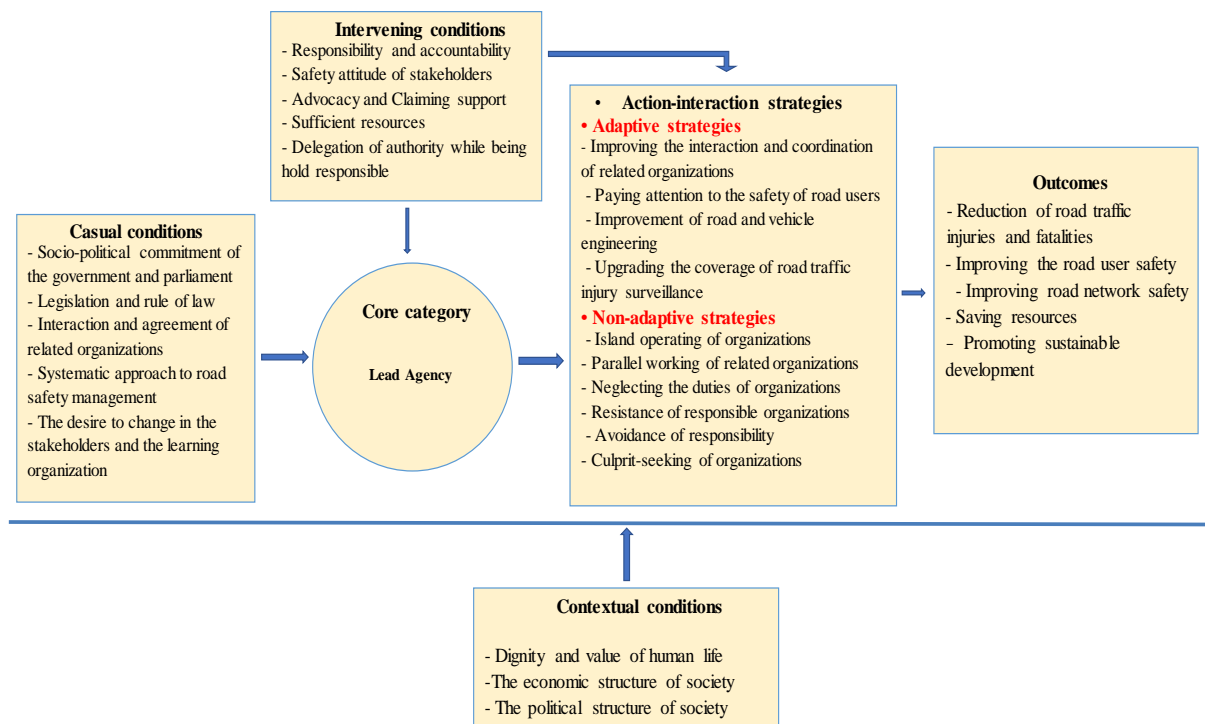 Intervening conditions
- Responsibility and accountability
- Safety attitude of stakeholders
- Advocacy and Claiming support
- Sufficient resources
- Delegation of authority while being
hold responsible
Casual conditions
- Socio-political commitment of
the government and parliament
- Legislation and rule of law
- Interaction and agreement of
related organizations
- Systematic approach to road
safety management
- The desire to change in the
stakeholders and the learning
organization
Core category
Lead Agency
• Action-interaction strategies
• Adaptive strategies
- Improving the interaction and coordination
of related organizations
- Paying attention to the safety of road users
- Improvement of road and vehicle
engineering
- Upgrading the coverage of road traffic
injury surveillance
• Non-adaptive strategies
- Island operating of organizations
- Parallel working of related organizations
- Neglecting the duties of organizations
- Resistance of responsible organizations
- Avoidance of responsibility
- Culprit-seeking of organizations
Outcomes
- Reduction of road traffic
injuries and fatalities
- Improving the road user safety
- Improving road network safety
- Saving resources
– Promoting sustainable
development
Contextual conditions
- Dignity and value of human life
-The economic structure of society
- The political structure of society